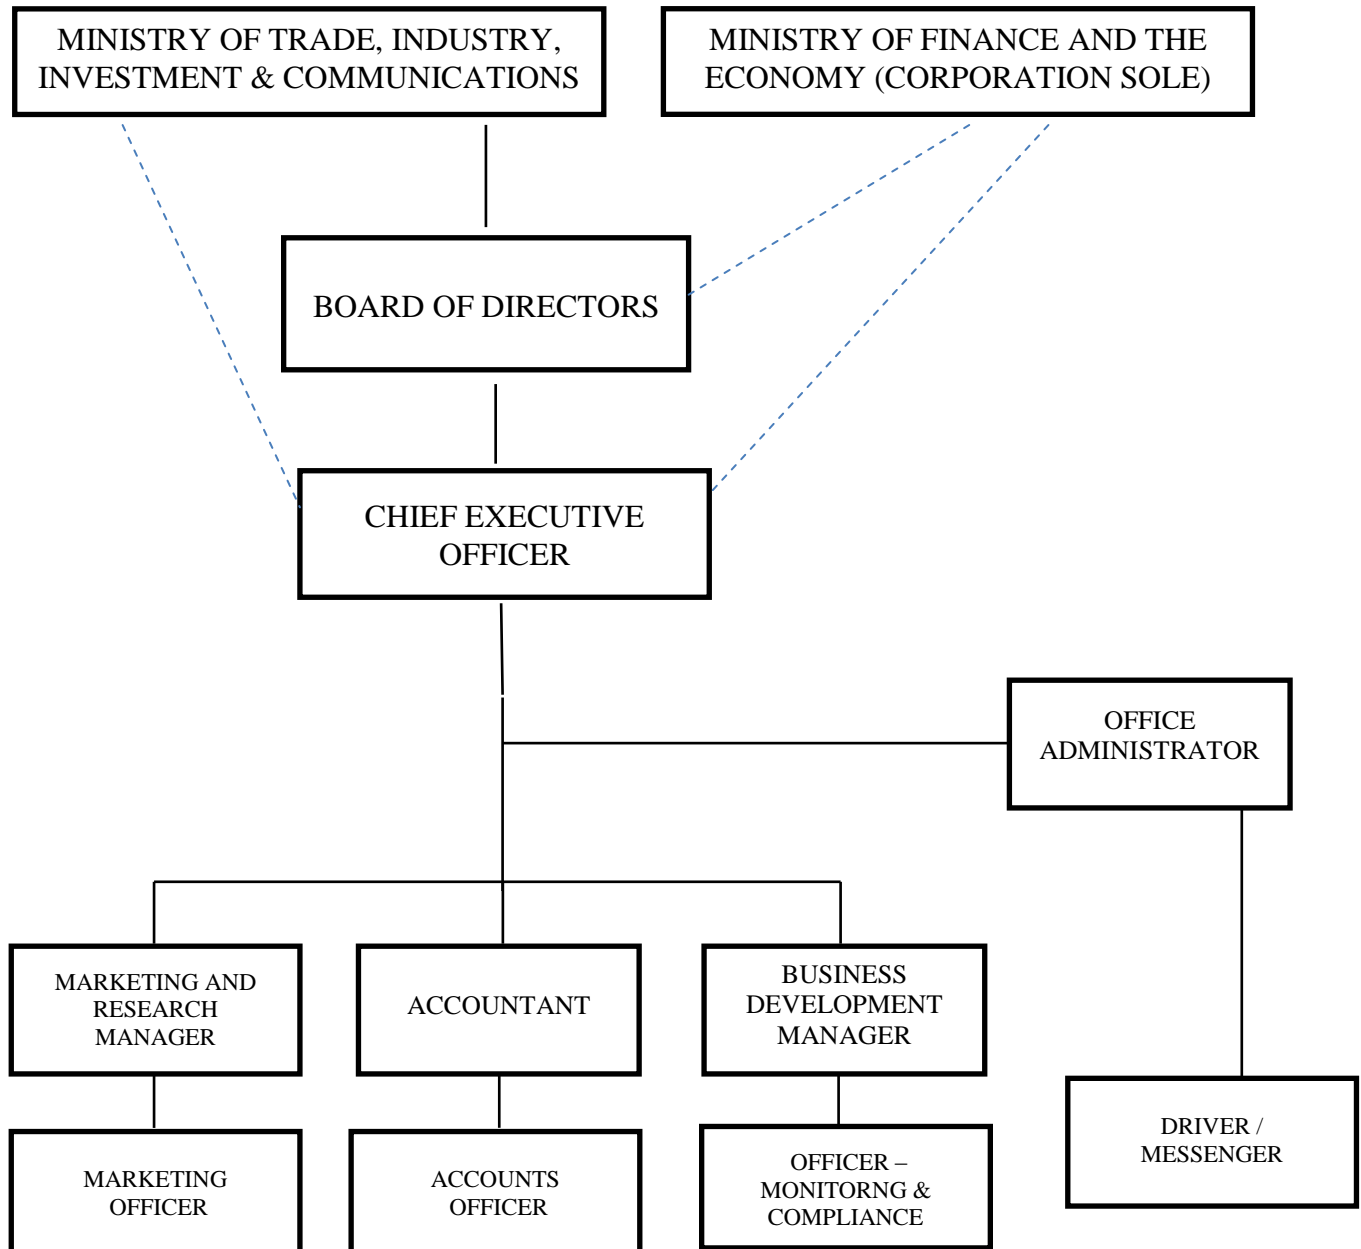 MINISTRY OF TRADE, INDUSTRY,
INVESTMENT & COMMUNICATIONS
MINISTRY OF FINANCE AND THE
ECONOMY (CORPORATION SOLE)
BOARD OF DIRECTORS
CHIEF EXECUTIVE
OFFICER
OFFICE
ADMINISTRATOR
MARKETING AND
RESEARCH
MANAGER
ACCOUNTANT
BUSINESS
DEVELOPMENT
MANAGER
MARKETING
OFFICER
ACCOUNTS
OFFICER
OFFICER –
MONITORNG &
COMPLIANCE
DRIVER /
MESSENGER